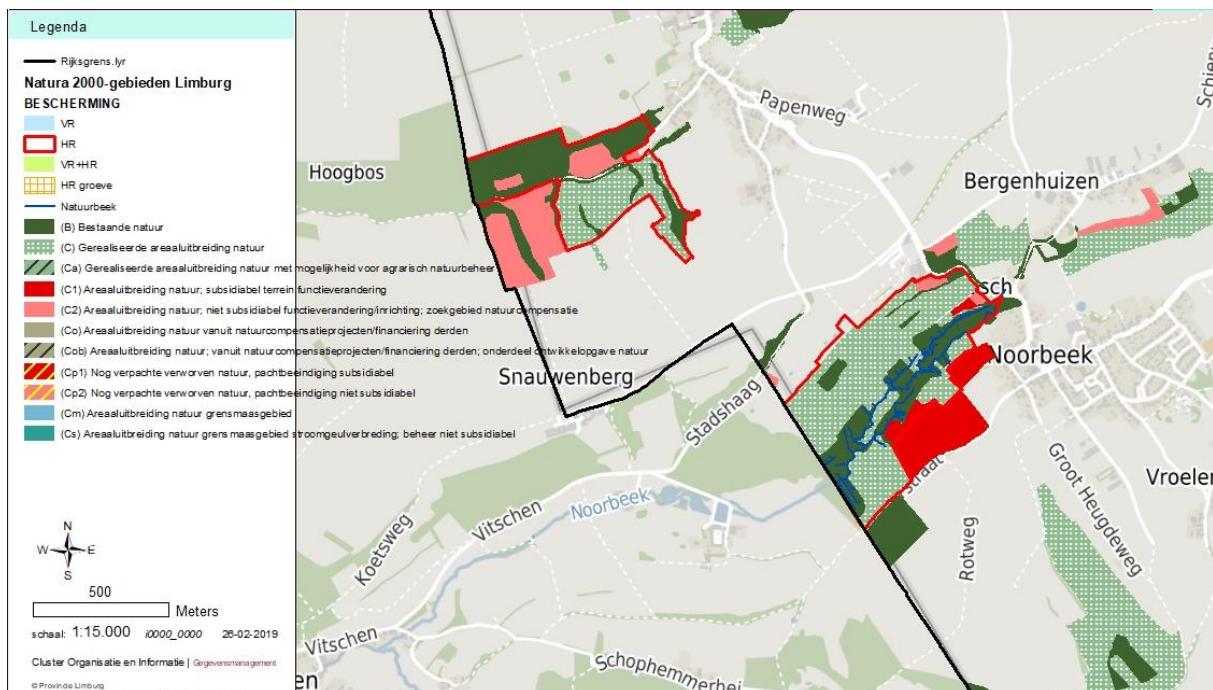 Legenda
Rijksgrens.lyr
Natura 2000-gebieden Limburg
BESCHERMING
VR
HR
VR+HR
HR groeve
Natuurbeek
(B) Bestaande natuur
(C) Gerealiseerde areaaluitbreiding natuur
(Ca) Gerealiseerde areaaluitbreiding natuur met mogelijkheid voor agrarisch natuurbeheer
(C1) Areaaluitbreiding natuur; subsidiabel terrein functieverandering
(C2) Areaaluitbreiding natuur; niet subsidiabel functieverandering/inrichting; zoekgebied natuurcompensatie
(Co) Areaaluitbreiding natuur vanuit natuurcompensatieprojecten/financiering derden
(Cob) Areaaluitbreiding natuur; vanuit natuurcompensatieprojecten/financiering derden; onderdeel ontwikkelopgave natuur
(Cp1) Nog verpachte verworven natuur, pachtbeeindiging subsidiabel
(Cp2) Nog verpachte verworven natuur, pachtbeeindiging niet subsidiabel
(Cm) Areaaluitbreiding natuur grensmaasgebied
(Cs) Areaaluitbreiding natuur grensmaasgebied stroomgeulverbreding; beheer niet subsidiabel
N
W E
S
500
Meters
schaal: 1:15.000 i0000_0000 26-02-2019
Cluster Organisatie en Informatie | Gegevensmanagement
© Provincie Limburg
Papenweg
Schien
Hoogbos
Bergenhuizen
sch
Noorbeek
Snauwenberg
Stadshaag
straat
Groot Heugdeweg
Vroelen
Noorbeek
Vitschen
Koetsweg
Rotweg
Vitschen
Schophemmerhei
en